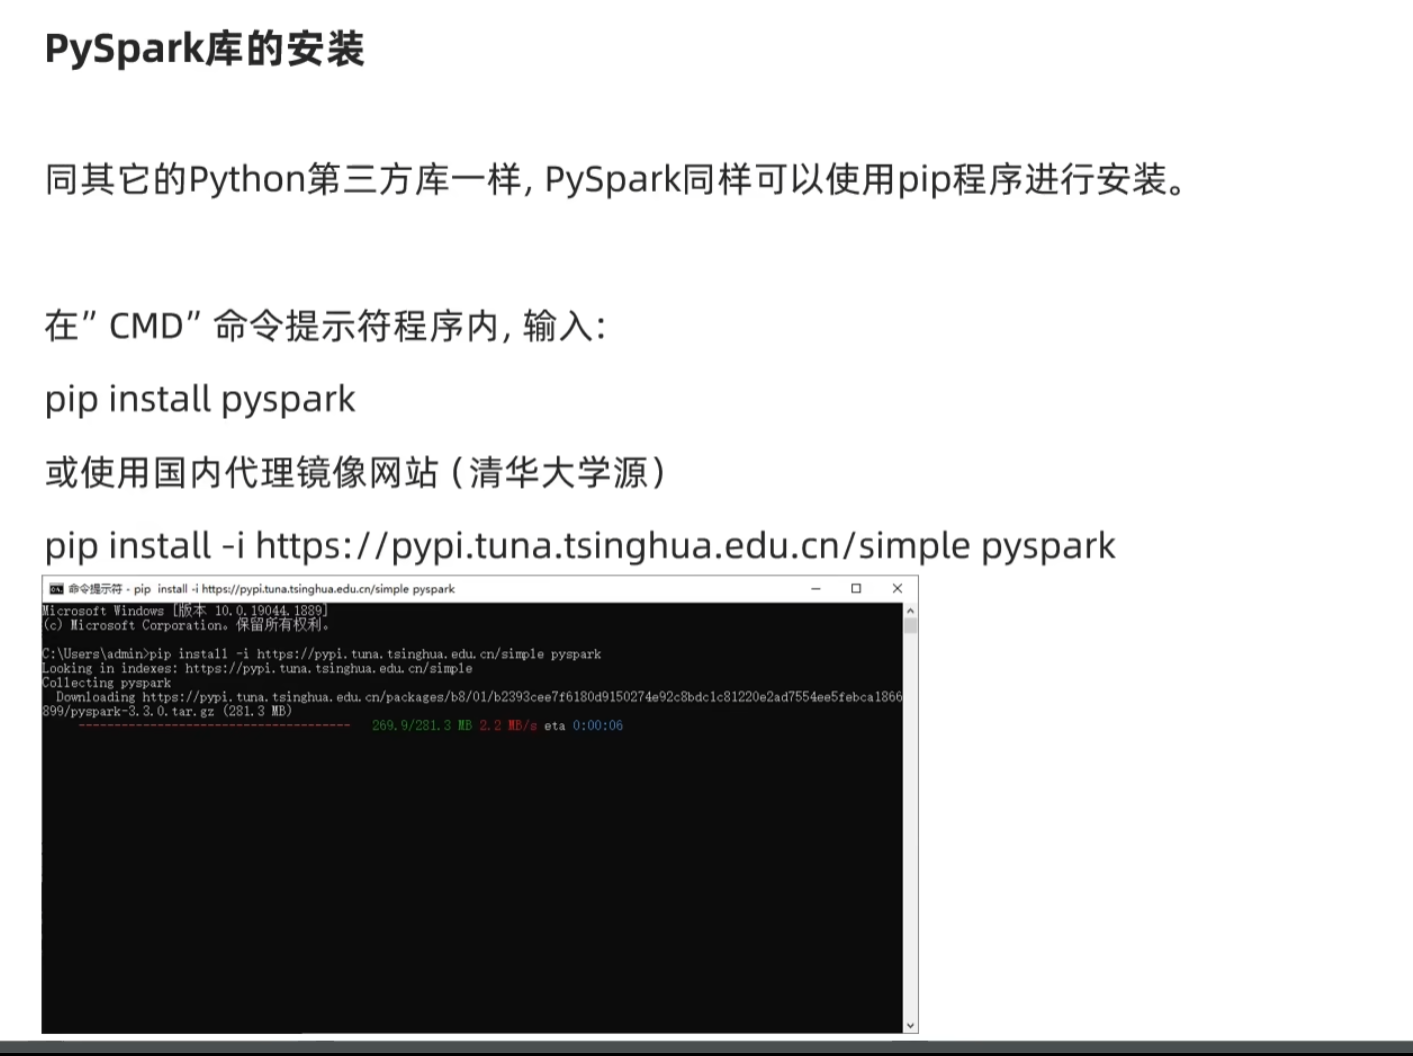 PySpark库的安装
同其它的Python第三方库一样, PySpark同样可以使用pip程序进行安装。
在”CMD”命令提示符程序内, 输入:
pip install pyspark
或使用国内代理镜像网站(清华大学源)
pip install -i https://pypi.tuna.tsinghua.edu.cn/simple pyspark
命令提示符 - pip  install -i https://pypi.tuna.tsinghua.edu.cn/simple pyspark
Microsoft Windows [版本 10.0.19044.1889]
(c) Microsoft Corporation。保留所有权利。
C:\Users\admin>pip install -i https://pypi.tuna.tsinghua.edu.cn/simple pyspark
Looking in indexes: https://pypi.tuna.tsinghua.edu.cn/simple
Collecting pyspark
Downloading https://pypi.tuna.tsinghua.edu.cn/packages/b8/01/b2393cee7f6180d9150274e92c8bdc1c81220e2ad7554ee5febca1866
899/pyspark-3.3.0.tar.gz (281.3 MB)
-------------------------------------- 269.9/281.3 MB 2.2 MB/s eta 0:00:06